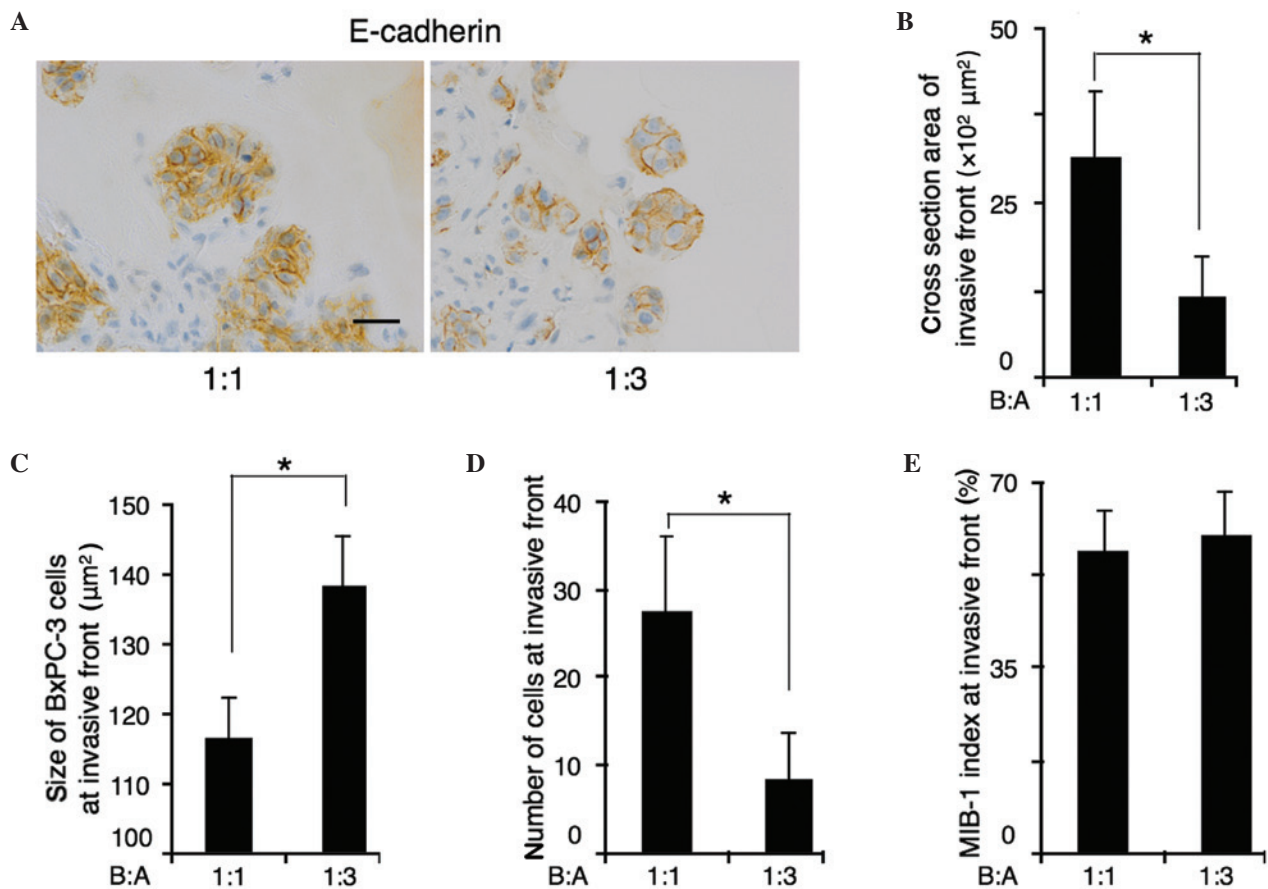 A
E-cadherin
1:1
1:3
B
Cross section area of
invasive front (×10² μm²)
50
25
0
B:A 1:1 1:3
*
C
Size of BxPC-3 cells
at invasive front (μm²)
150
140
130
120
110
100
B:A 1:1 1:3
*
D
Number of cells at invasive front
40
30
20
10
0
B:A 1:1 1:3
*
E
MIB-1 index at invasive front (%)
70
35
0
B:A 1:1 1:3